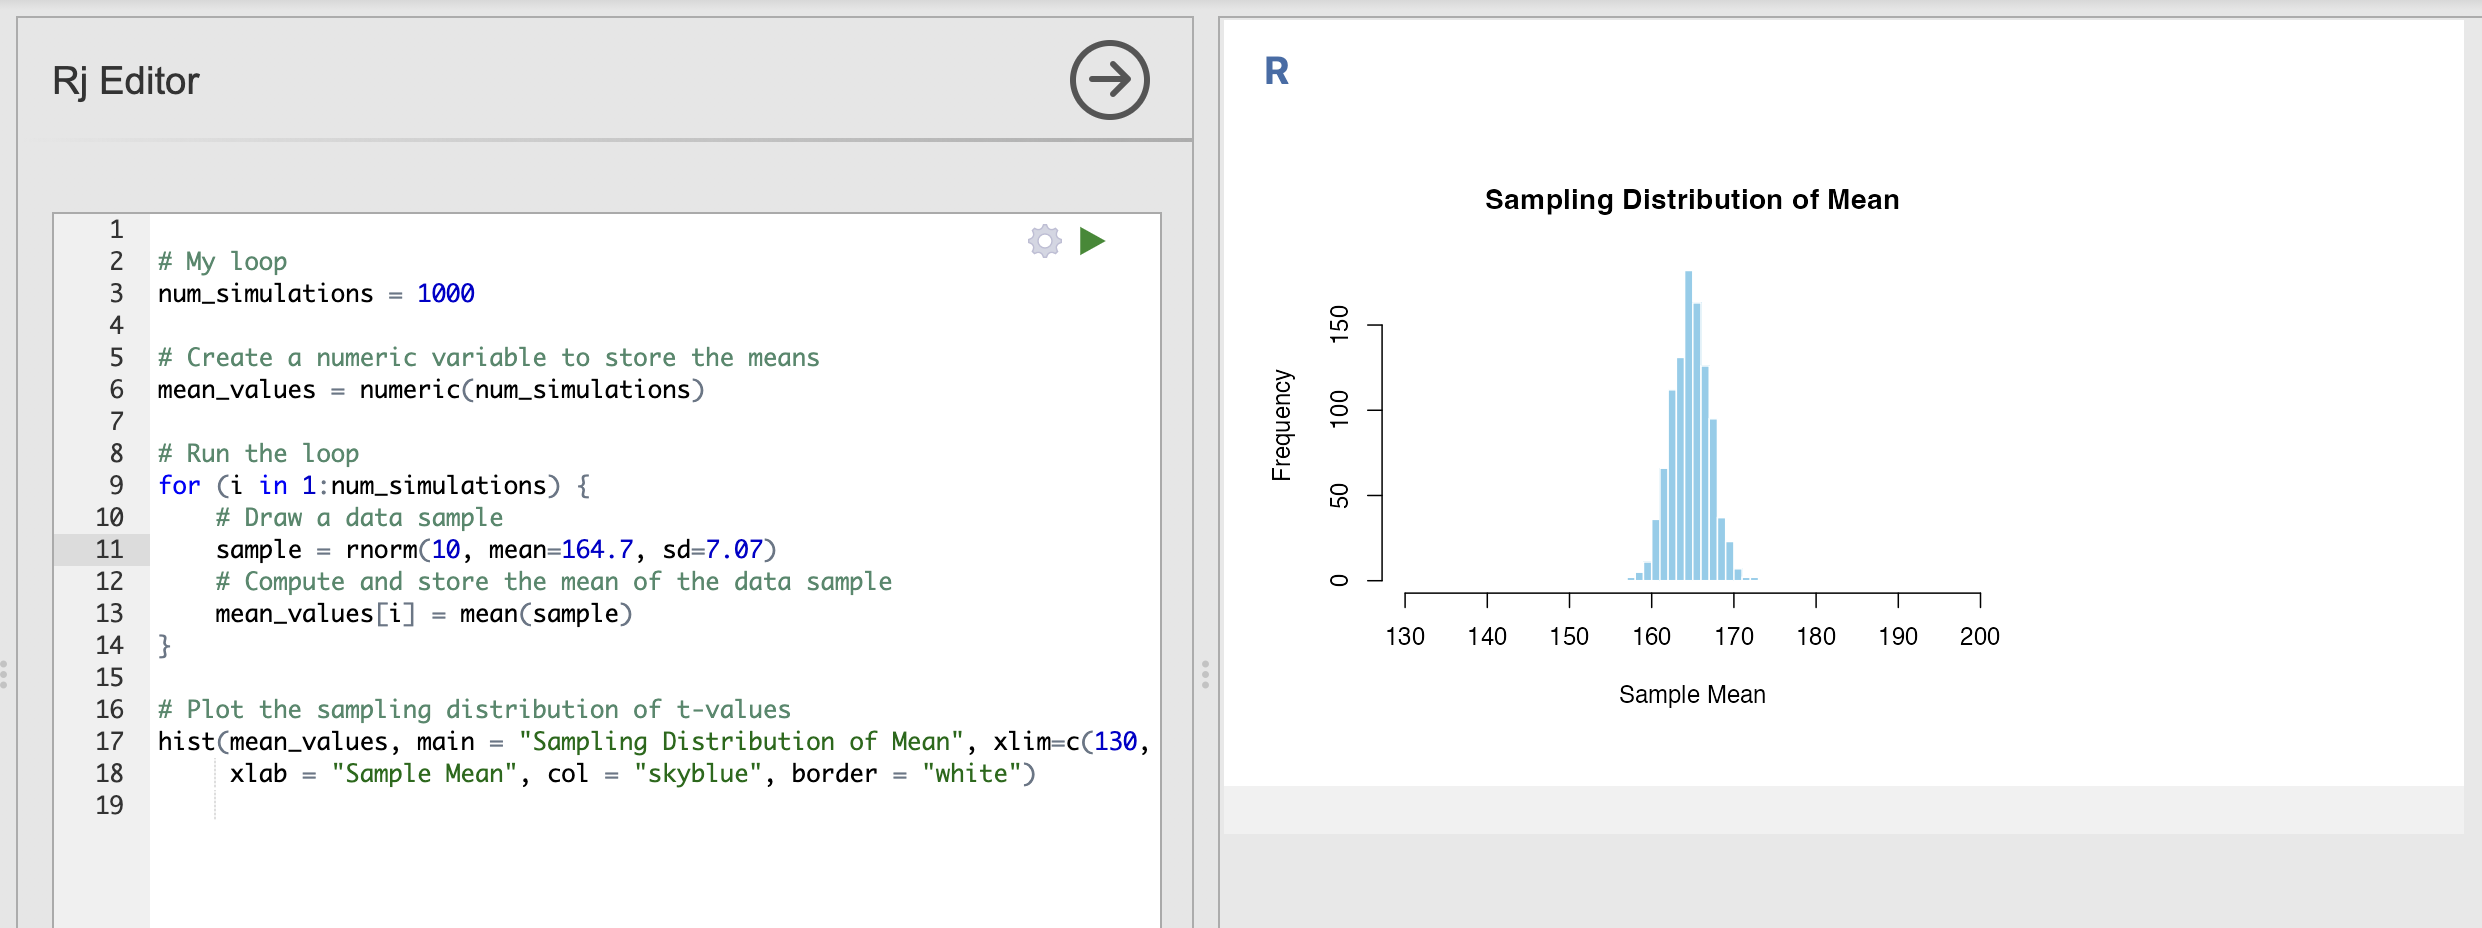 Rj Editor
1
2 # My loop
3 num_simulations = 1000
4
5 # Create a numeric variable to store the means
6 mean_values = numeric(num_simulations)
7
8 # Run the loop
9 for (i in 1:num_simulations) {
10     # Draw a data sample
11     sample = rnorm(10, mean=164.7, sd=7.07)
12     # Compute and store the mean of the data sample
13     mean_values[i] = mean(sample)
14 }
15
16 # Plot the sampling distribution of t-values
17 hist(mean_values, main = "Sampling Distribution of Mean", xlim=c(130,
18      xlab = "Sample Mean", col = "skyblue", border = "white")
19
R
Sampling Distribution of Mean
Frequency
150
100
50
0
130 140 150 160 170 180 190 200
Sample Mean